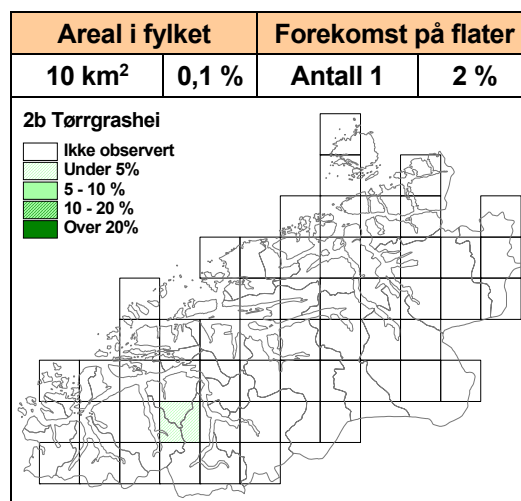 Areal i fylket Forekomst på flater
10 km² 0,1 % Antall 1 2 %
2b Tørrgrashei
Ikke observert
Under 5%
5 - 10 %
10 - 20 %
Over 20%